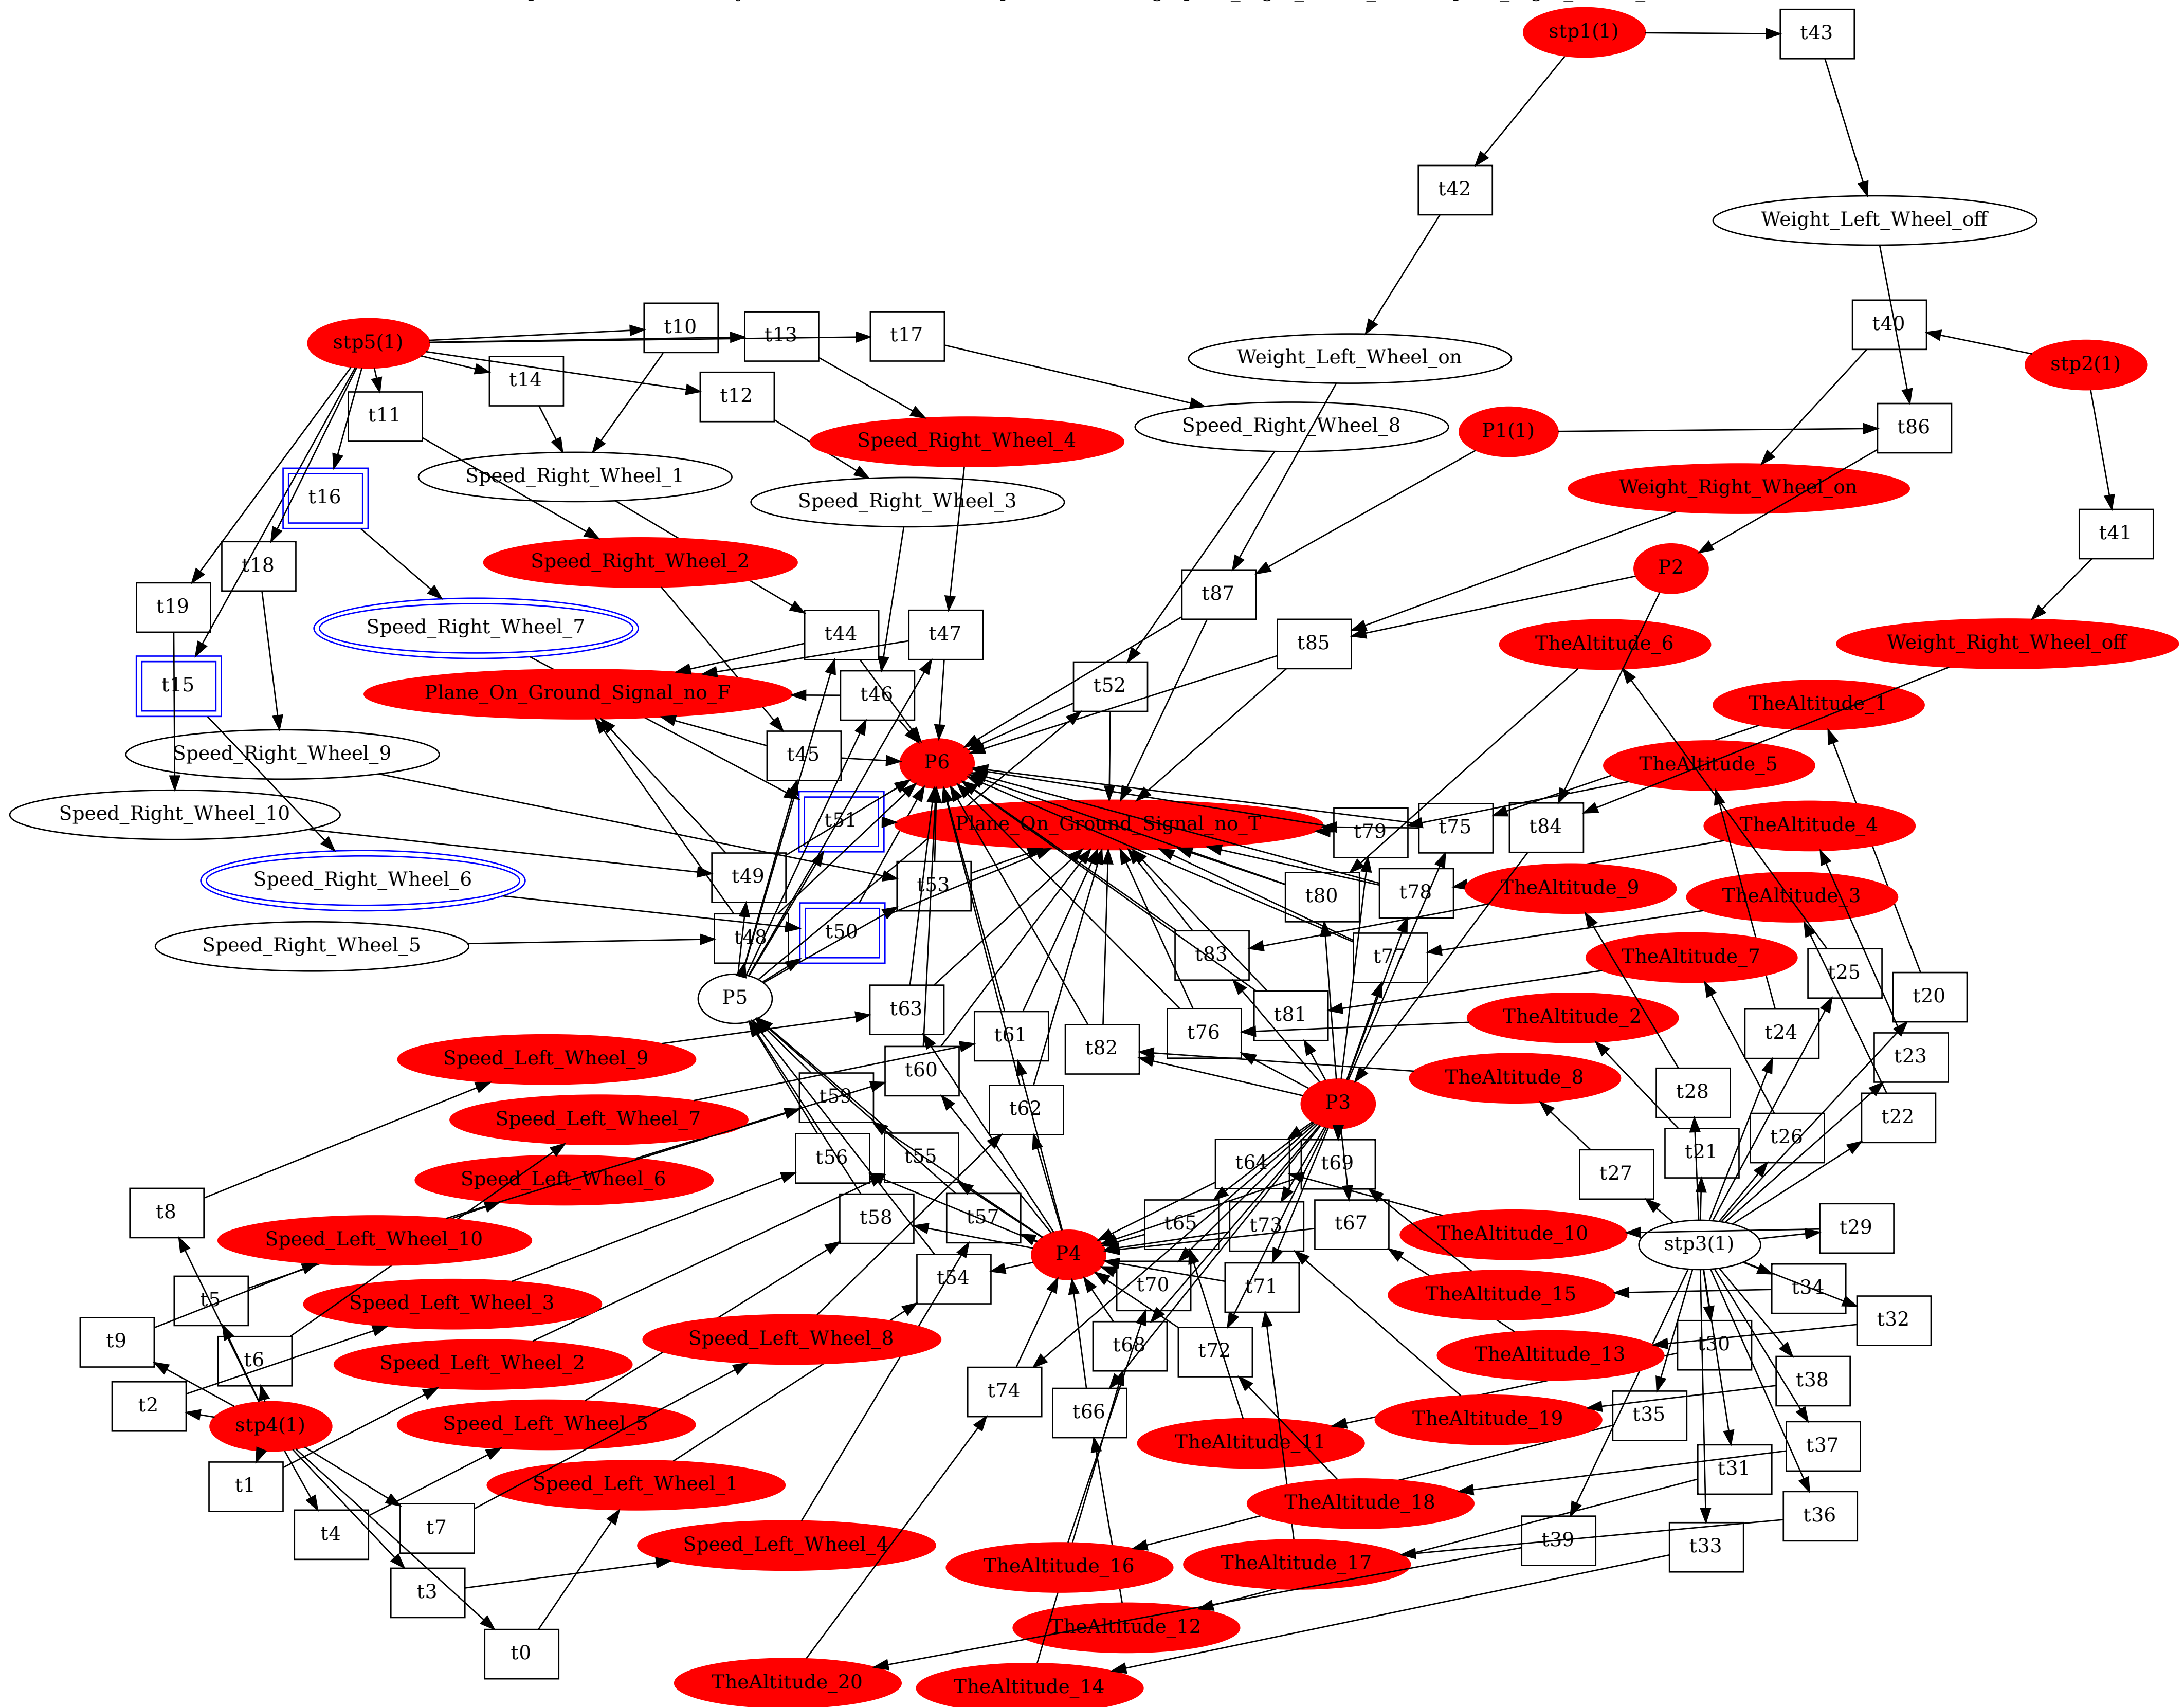 stp1(1)
t43
t42
Weight_Left_Wheel_off
stp5(1)
t10
t13
t17
t40
stp2(1)
Weight_Left_Wheel_on
t14
t12
t11
Speed_Right_Wheel_4
Speed_Right_Wheel_8
P1(1)
t86
Speed_Right_Wheel_1
Weight_Right_Wheel_on
t16
Speed_Right_Wheel_3
t41
Speed_Right_Wheel_2
t18
P2
t19
t87
Speed_Right_Wheel_7
t44
t47
t85
TheAltitude_6
Weight_Right_Wheel_off
t15
Plane_On_Ground_Signal_no_F
t46
t52
TheAltitude_1
Speed_Right_Wheel_9
t45
P6
TheAltitude_5
Speed_Right_Wheel_10
t51
Plane_On_Ground_Signal_no_T
t79
t75
t84
TheAltitude_4
Speed_Right_Wheel_6
t49
t53
t80
t78
TheAltitude_9
TheAltitude_3
Speed_Right_Wheel_5
t48
t50
t83
t77
TheAltitude_7
t25
P5
t63
t81
t20
t61
t76
TheAltitude_2
t24
Speed_Left_Wheel_9
t82
t23
t60
TheAltitude_8
t59
t28
P3
Speed_Left_Wheel_7
t62
t22
t26
t56
t55
t64
t69
t21
Speed_Left_Wheel_6
t27
t8
t58
t57
t65
t73
t67
TheAltitude_10
t29
Speed_Left_Wheel_10
P4
stp3(1)
t54
t70
t71
t34
t5
Speed_Left_Wheel_3
TheAltitude_15
t32
t9
t6
Speed_Left_Wheel_8
t68
t72
TheAltitude_13
t30
Speed_Left_Wheel_2
t2
t74
t66
t38
stp4(1)
Speed_Left_Wheel_5
TheAltitude_19
t35
TheAltitude_11
t37
t1
Speed_Left_Wheel_1
t31
t4
t7
TheAltitude_18
t36
Speed_Left_Wheel_4
t39
t33
t3
TheAltitude_16
TheAltitude_17
t0
TheAltitude_12
TheAltitude_20
TheAltitude_14